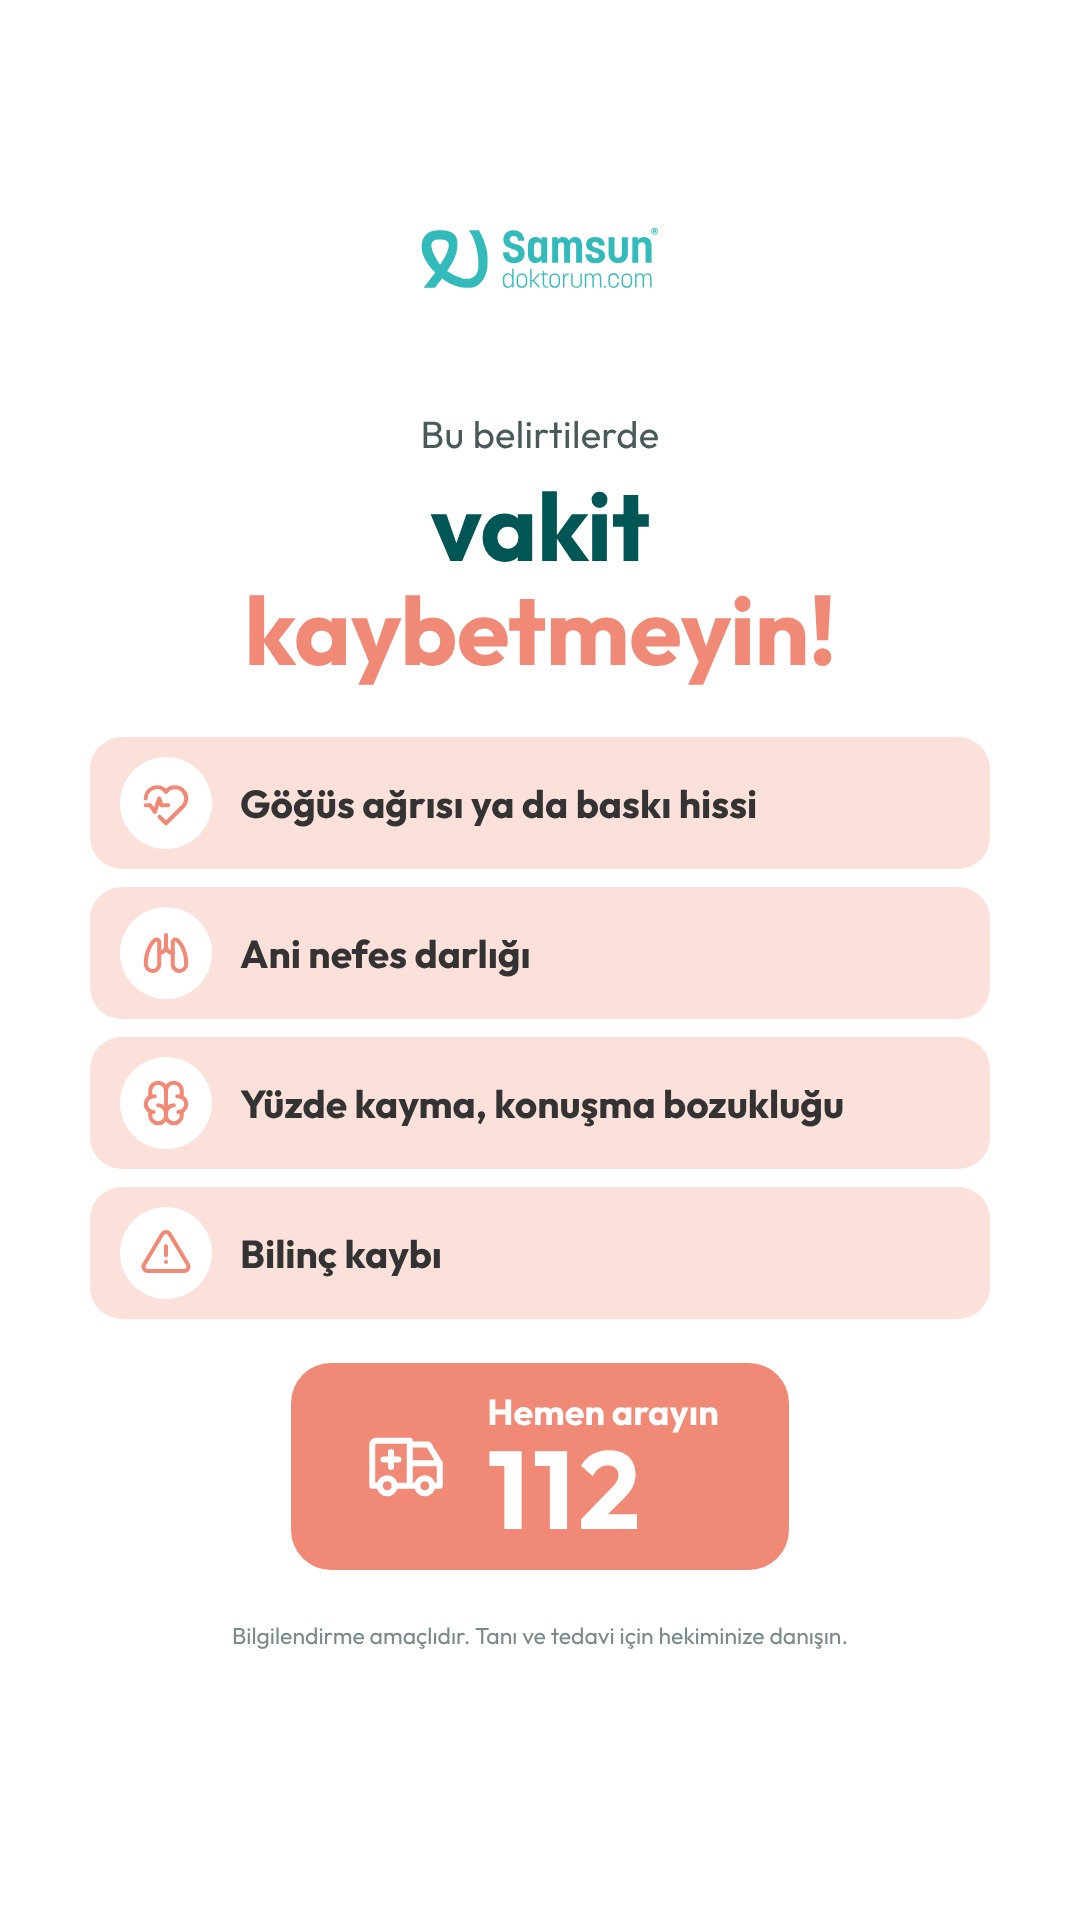 Samsun®
doktorum.com
Bu belirtilerde
vakit
kaybetmeyin!
Göğüs ağrısı ya da baskı hissi
Ani nefes darlığı
Yüzde kayma, konuşma bozukluğu
Bilinç kaybı
Hemen arayın
112
Bilgilendirme amaçlıdır. Tanı ve tedavi için hekiminize danışın.